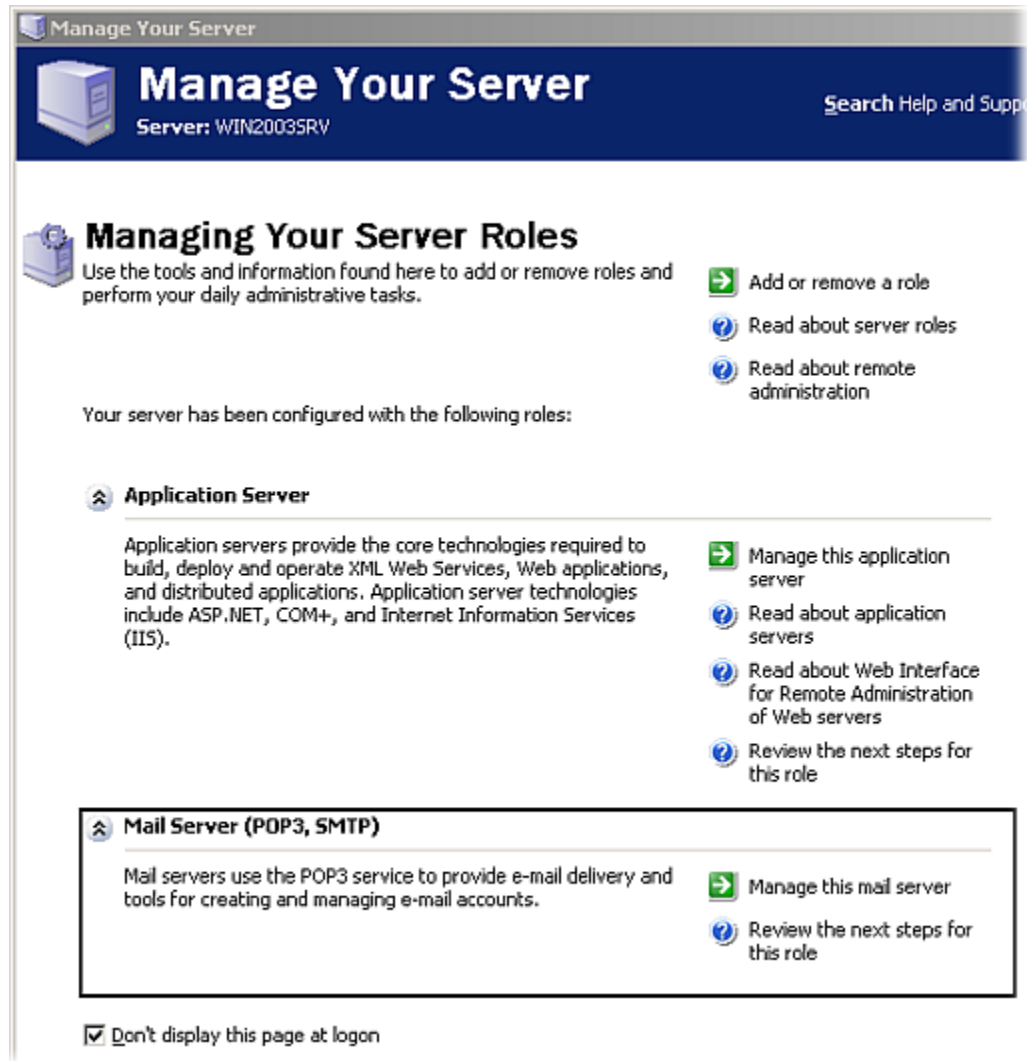 Manage Your Server
Manage Your Server
Server: WIN2003SRV
Search Help and Supp
Managing Your Server Roles
Use the tools and information found here to add or remove roles and
perform your daily administrative tasks.
Add or remove a role
Read about server roles
Read about remote
administration
Your server has been configured with the following roles:
Application Server
Application servers provide the core technologies required to
build, deploy and operate XML Web Services, Web applications,
and distributed applications. Application server technologies
include ASP.NET, COM+, and Internet Information Services
(IIS).
Manage this application
server
Read about application
servers
Read about Web Interface
for Remote Administration
of Web servers
Review the next steps for
this role
Mail Server (POP3, SMTP)
Mail servers use the POP3 service to provide e-mail delivery and
tools for creating and managing e-mail accounts.
Manage this mail server
Review the next steps for
this role
Don't display this page at logon